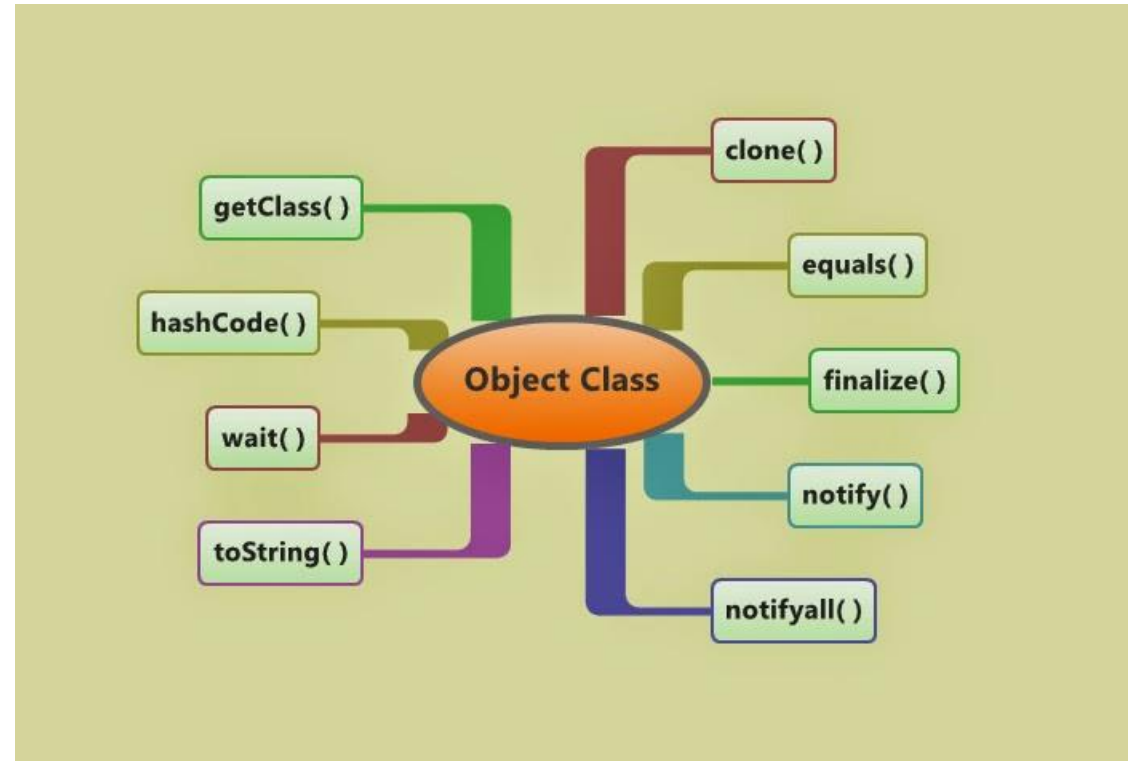 clone( )
getClass( )
equals( )
hashCode( )
Object Class
finalize( )
wait( )
notify( )
toString( )
notifyall( )